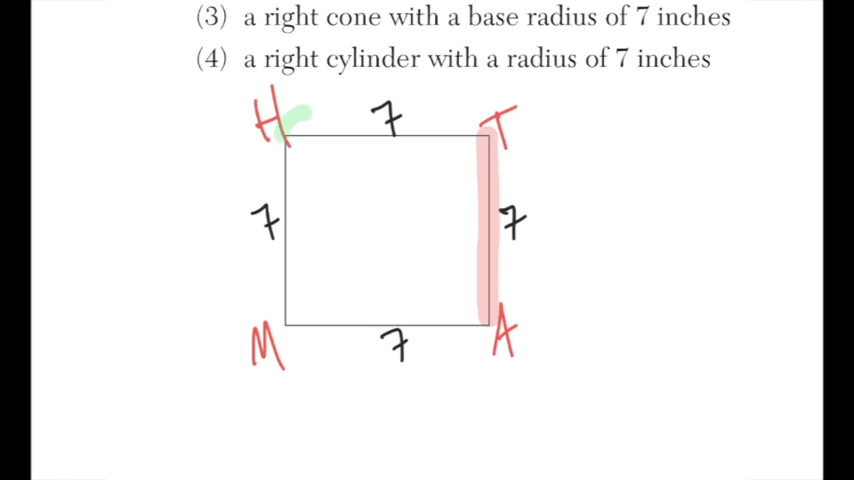 (3) a right cone with a base radius of 7 inches
(4) a right cylinder with a radius of 7 inches
H 7 T
7 7
M 7 A